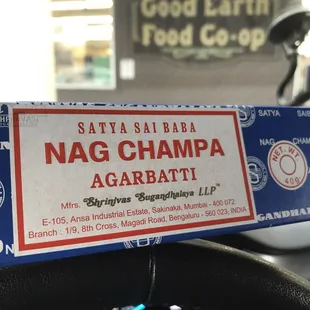 Good Earth
Food Co-op
SATYA SAI BABA
NAG CHAMPA
AGARBATTI
Mfrs. Shrinivas Sugandhalaya LLP
E-105, Ansa Industrial Estate, Sakinaka, Mumbai - 400 072
Branch : 1/9, 8th Cross, Magadi Road, Bengaluru - 560 023, INDIA
SATYA
NAG CHAMPA
NET. WT
40g